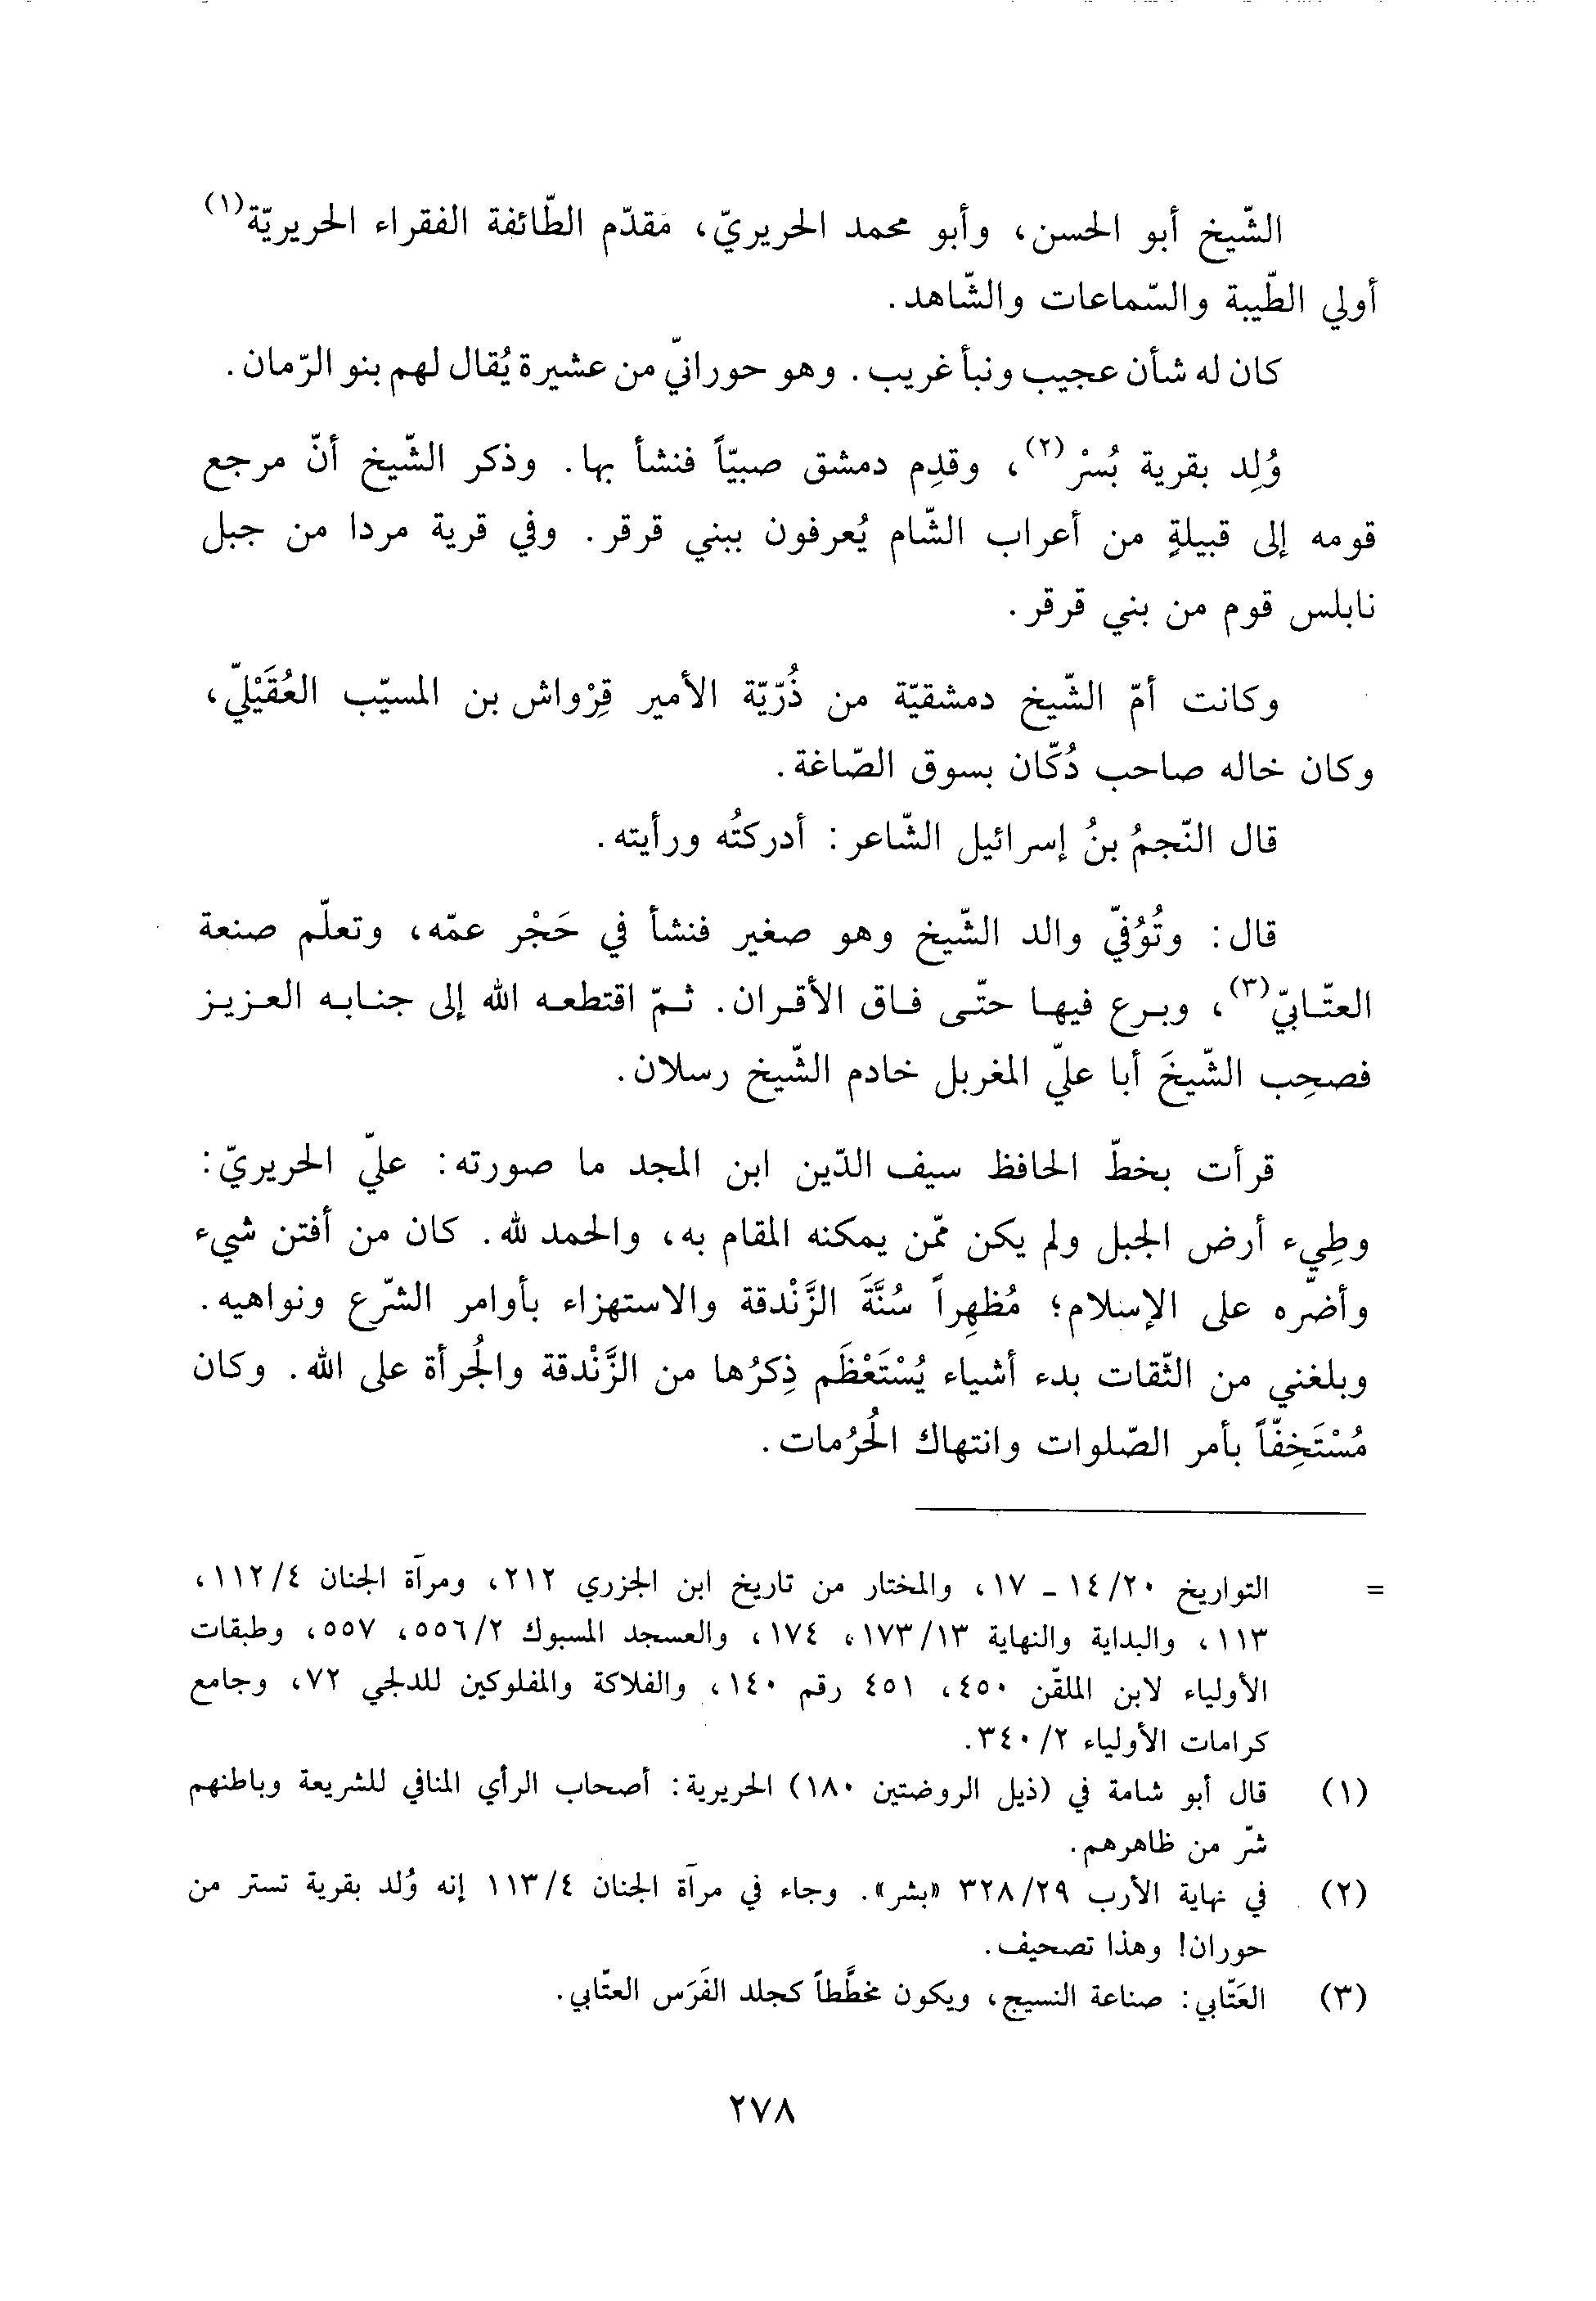 الشّيخ أبو الحسن، وأبو محمد الحريريّ، مَقدّم الطّائفة الفقراء الحريريّة(١)
أولي الطّيبة والسّماعات والشّاهد.
كان له شأن عجيب ونبأ غريب. وهو حورانيّ من عشيرة يُقال لهم بنو الرّمان.
وُلِد بقرية بُسرْ(٢)، وقدِم دمشق صبيّاً فنشأ بها. وذكر الشّيخ أنّ مرجع
قومه إلى قبيلةٍ من أعراب الشّام يُعرفون ببني قرقر. وفي قرية مردا من جبل
نابلس قوم من بني قرقر.
وكانت أمّ الشّيخ دمشقيّة من ذُرّيّة الأمير قِرْواش بن المسيّب العُقَيْليّ،
وكان خاله صاحب دُكّان بسوق الصّاغة.
قال النّجمُ بنُ إسرائيل الشّاعر: أدركتُه ورأيته.
قال: وتُوُفيّ والد الشّيخ وهو صغير فنشأ في حَجْر عمّه، وتعلّم صنعة
العتّابيّ(٣)، وبرع فيها حتّى فاق الأقران. ثمّ اقتطعه الله إلى جنابه العزيز
فصحِب الشّيخَ أبا عليّ المغربل خادم الشّيخ رسلان.
قرأت بخطّ الحافظ سيف الدّين ابن المجد ما صورته: عليّ الحريريّ:
وطِيء أرض الجبل ولم يكن ممّن يمكنه المقام به، والحمد لله. كان من أفتن شيء
وأضرّه على الإسلام؛ مُظهِراً سُنَّةَ الزَّنْدقة والاستهزاء بأوامر الشّرع ونواهيه.
وبلغني من الثّقات بدء أشياء يُسْتَعْظَم ذِكرُها من الزَّنْدقة والجُرأة على الله. وكان
مُسْتَخِفّاً بأمر الصّلوات وانتهاك الحُرُمات.
= التواريخ ١٤/٢٠ ـ ١٧، والمختار من تاريخ ابن الجزري ٢١٢، ومرآة الجنان ١١٢/٤،
١١٣، والبداية والنهاية ١٧٣/١٣، ١٧٤، والعسجد المسبوك ٥٥٦/٢، ٥٥٧، وطبقات
الأولياء لابن الملقّن ٤٥٠، ٤٥١ رقم ١٤٠، والفلاكة والمفلوكين للدلجي ٧٢، وجامع
كرامات الأولياء ٣٤٠/٢.
(١) قال أبو شامة في (ذيل الروضتين ١٨٠) الحريرية: أصحاب الرأي المنافي للشريعة وباطنهم
شرّ من ظاهرهم.
(٢) في نهاية الأرب ٣٢٨/٢٩ «بشر». وجاء في مرآة الجنان ١١٣/٤ إنه وُلد بقرية تستر من
حوران! وهذا تصحيف.
(٣) العَتّابي: صناعة النسيج، ويكون مخطَّطاً كجلد الفَرَس العتّابي.
٢٧٨